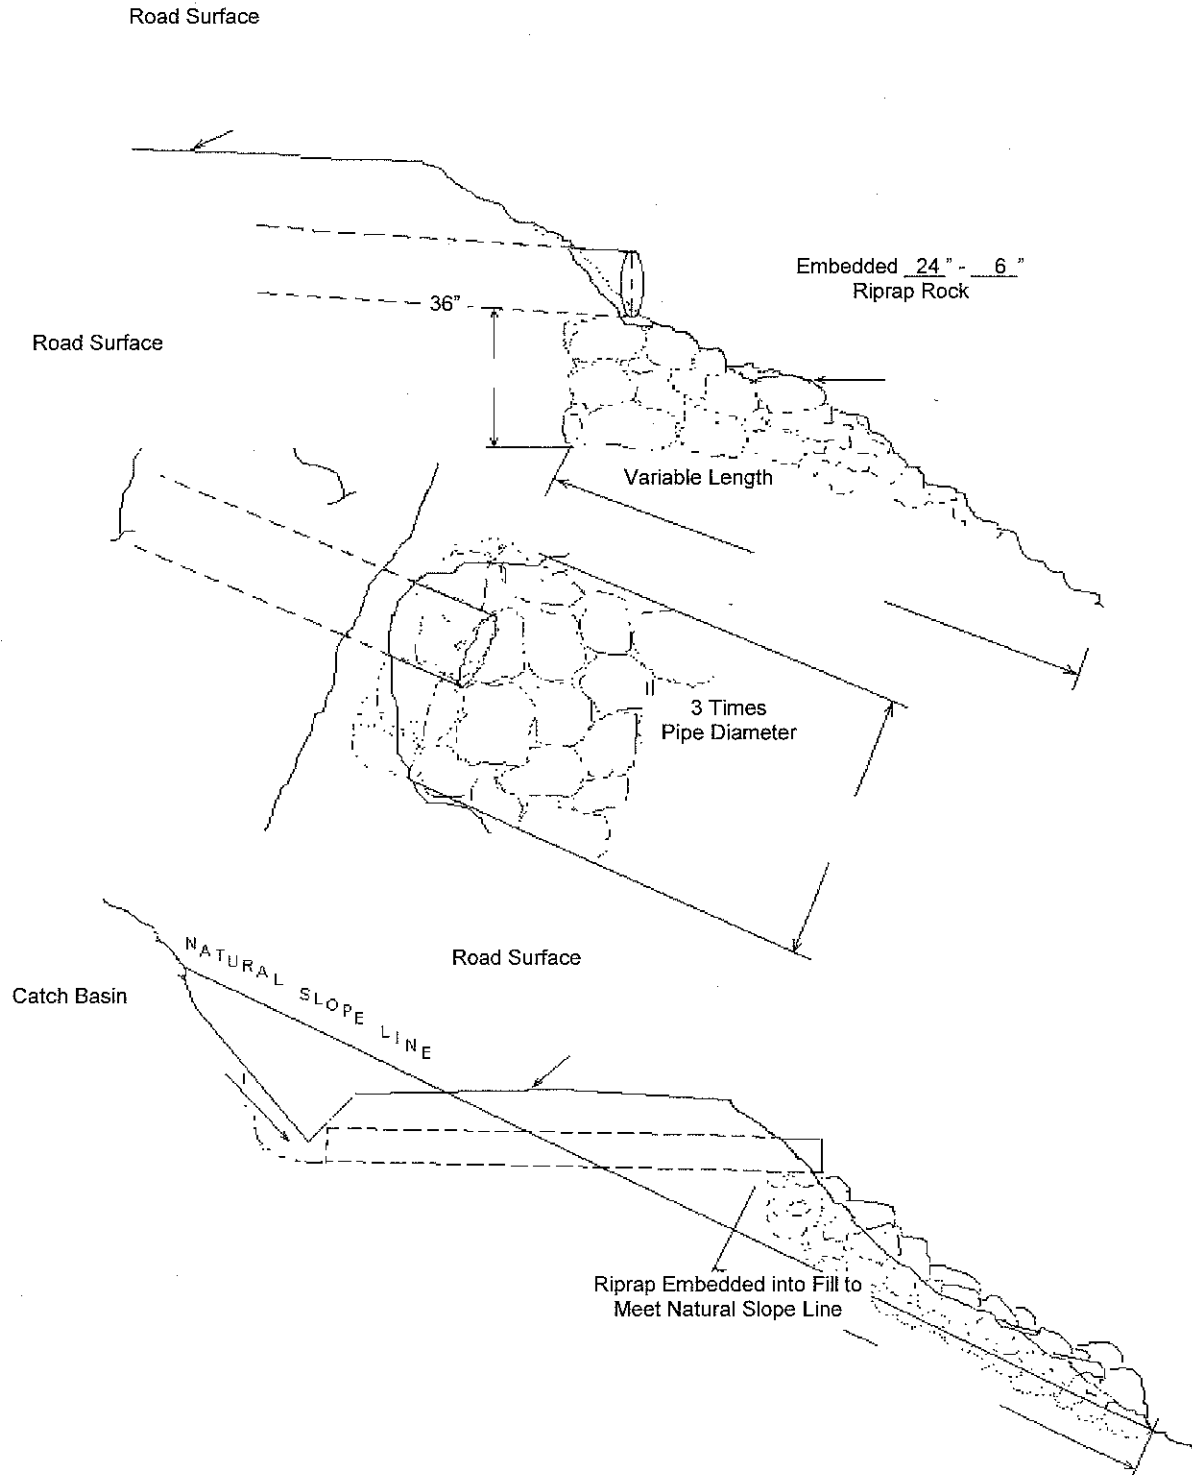 Road Surface
Embedded 24" - 6"
Riprap Rock
36"
Road Surface
Variable Length
3 Times
Pipe Diameter
NATURAL SLOPE LINE
Road Surface
Catch Basin
Riprap Embedded into Fill to
Meet Natural Slope Line